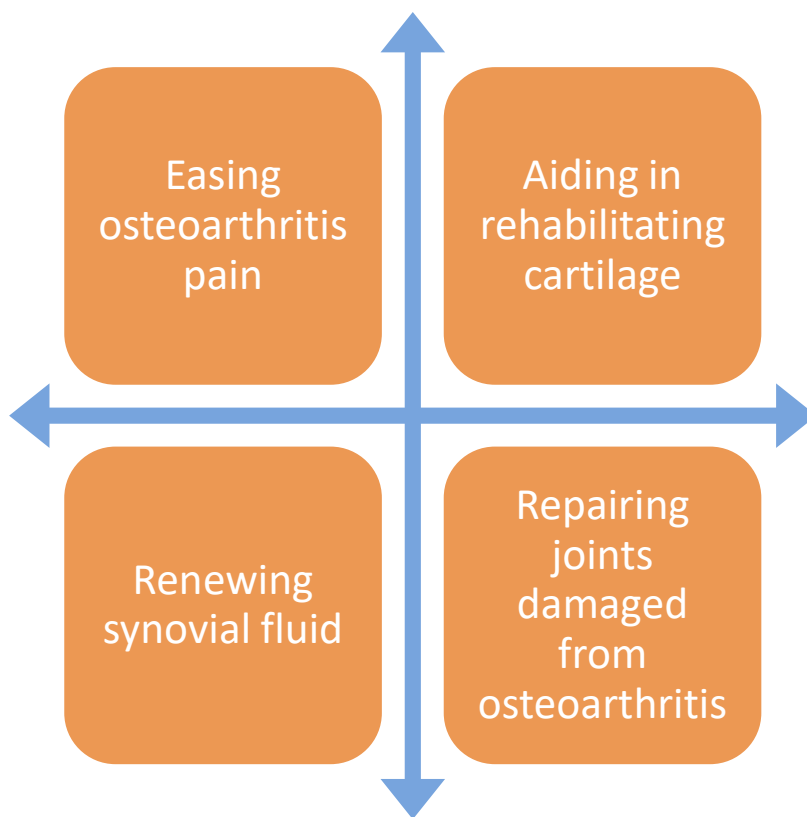 Easing
osteoarthritis
pain
Aiding in
rehabilitating
cartilage
Renewing
synovial fluid
Repairing
joints
damaged
from
osteoarthritis